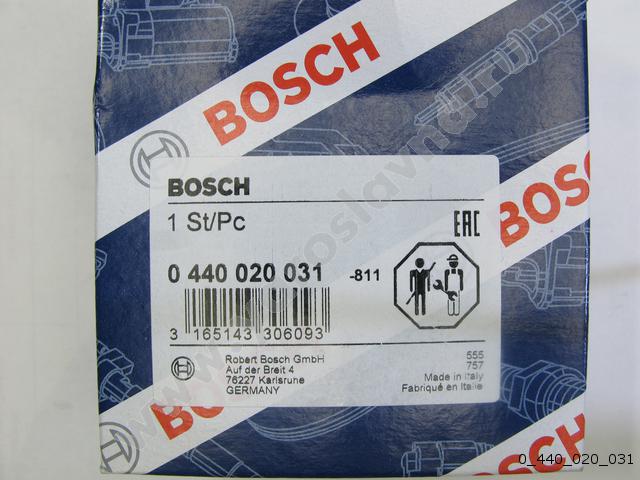 BOSCH
BOSCH
BOSCH
1 St/Pc
EAC
0 440 020 031
-811
3 165143 306093
Robert Bosch GmbH
Auf der Breit 4
76227 Karlsruhe
GERMANY
555
757
Made in Italy
Fabriqué en Italie
BOSCH
0_440_020_031